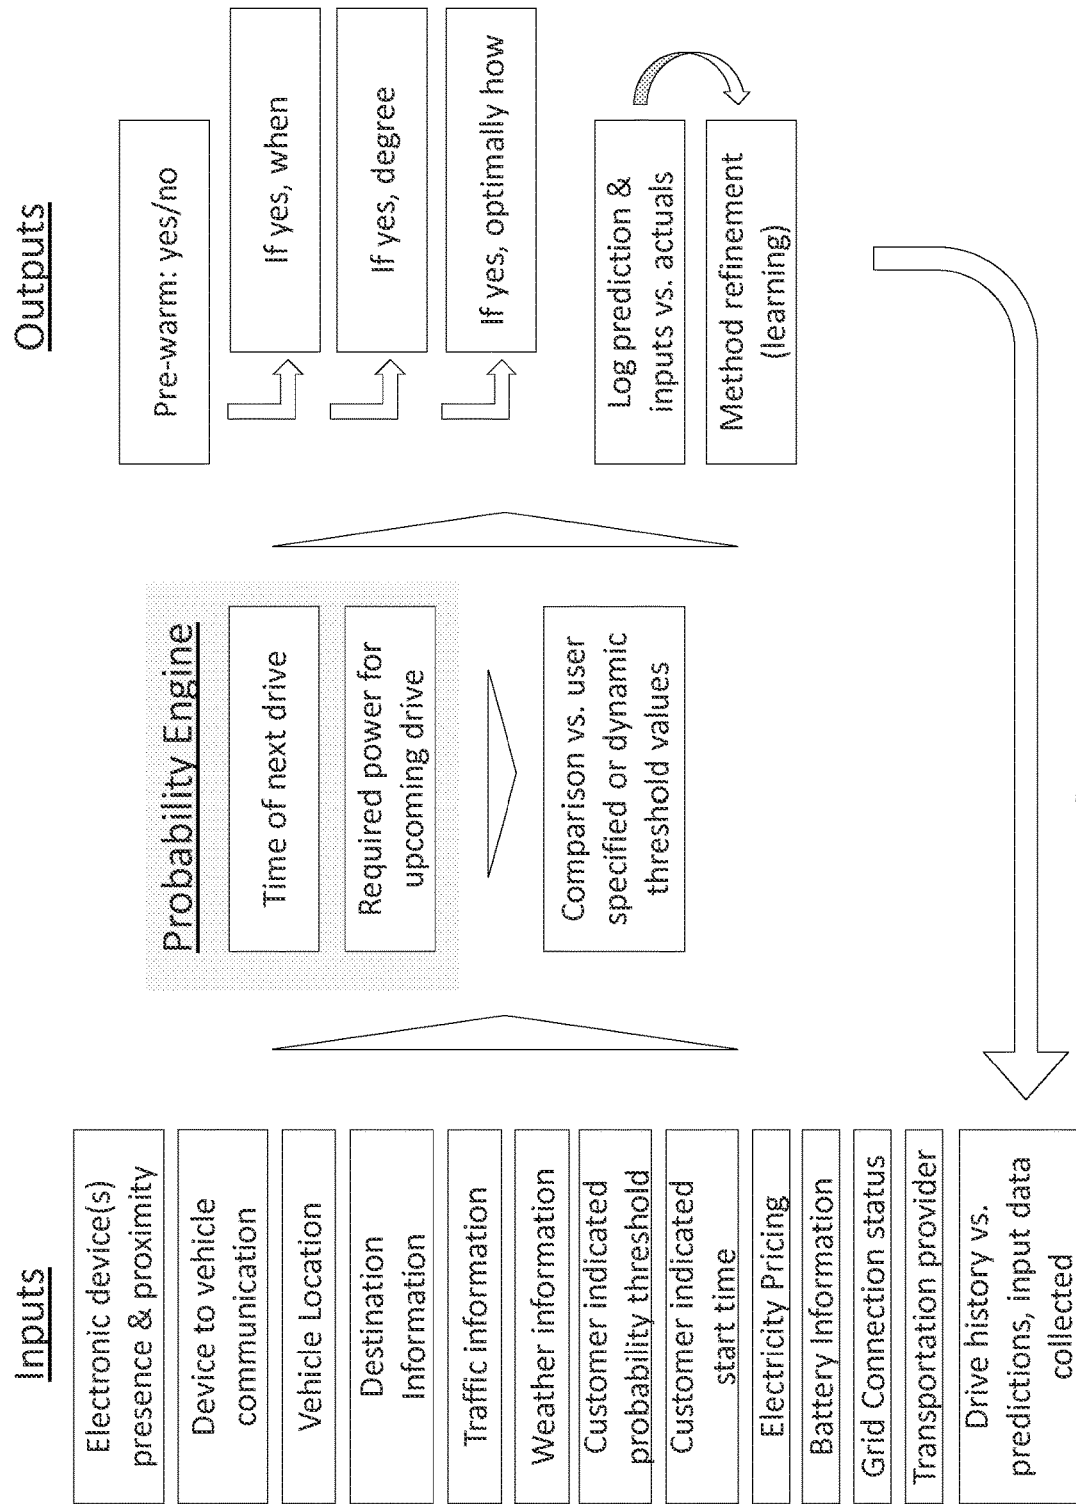 Inputs
Electronic device(s)
presence & proximity
Device to vehicle
communication
Vehicle Location
Destination
Information
Traffic information
Weather information
Customer indicated
probability threshold
Customer indicated
start time
Electricity Pricing
Battery Information
Grid Connection status
Transportation provider
Drive history vs.
predictions, input data
collected
Probability Engine
Time of next drive
Required power for
upcoming drive
Comparison vs. user
specified or dynamic
threshold values
Outputs
Pre-warm: yes/no
If yes, when
If yes, degree
If yes, optimally how
Log prediction &
inputs vs. actuals
Method refinement
(learning)